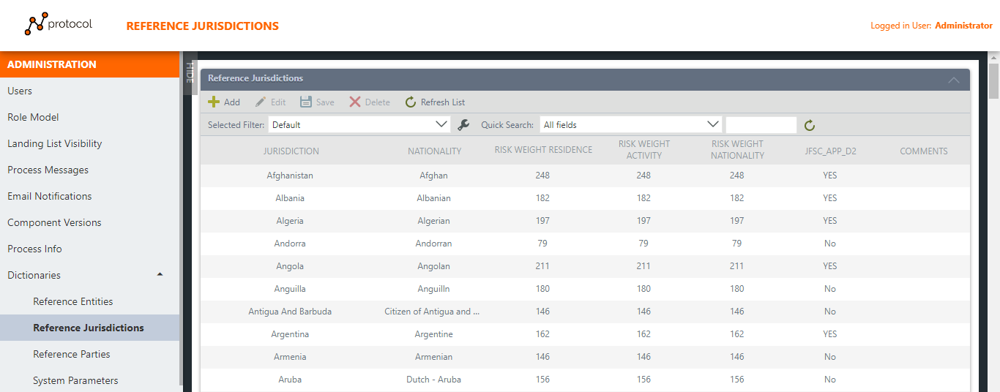 protocol
REFERENCE JURISDICTIONS
Logged in User: Administrator
ADMINISTRATION
Users
Role Model
Landing List Visibility
Process Messages
Email Notifications
Component Versions
Process Info
Dictionaries
Reference Entities
Reference Jurisdictions
Reference Parties
System Parameters
HIDE
Reference Jurisdictions
Add Edit Save Delete Refresh List
Selected Filter: Default Quick Search: All fields
JURISDICTION NATIONALITY RISK WEIGHT RESIDENCE RISK WEIGHT ACTIVITY RISK WEIGHT NATIONALITY JFSC_APP_D2 COMMENTS
Afghanistan Afghan 248 248 248 YES
Albania Albanian 182 182 182 YES
Algeria Algerian 197 197 197 YES
Andorra Andorran 79 79 79 No
Angola Angolan 211 211 211 YES
Anguilla Anguilln 180 180 180 No
Antigua And Barbuda Citizen of Antigua and ... 146 146 146 No
Argentina Argentine 162 162 162 YES
Armenia Armenian 146 146 146 No
Aruba Dutch - Aruba 156 156 156 No